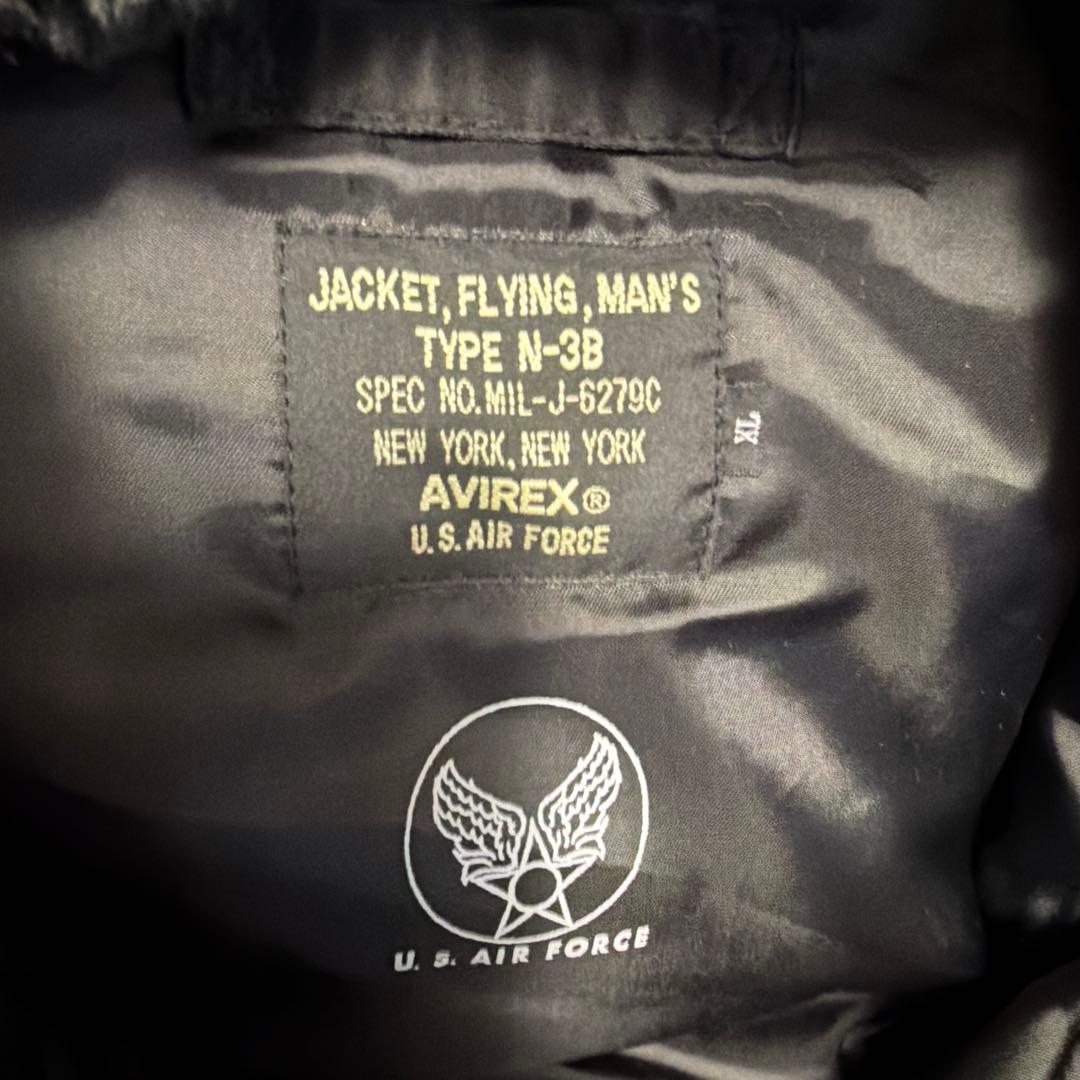 JACKET, FLYING, MAN'S
TYPE N-3B
SPEC NO. MIL-J-6279C
NEW YORK, NEW YORK
AVIREX®
U.S. AIR FORCE
XL
U. S. AIR FORCE